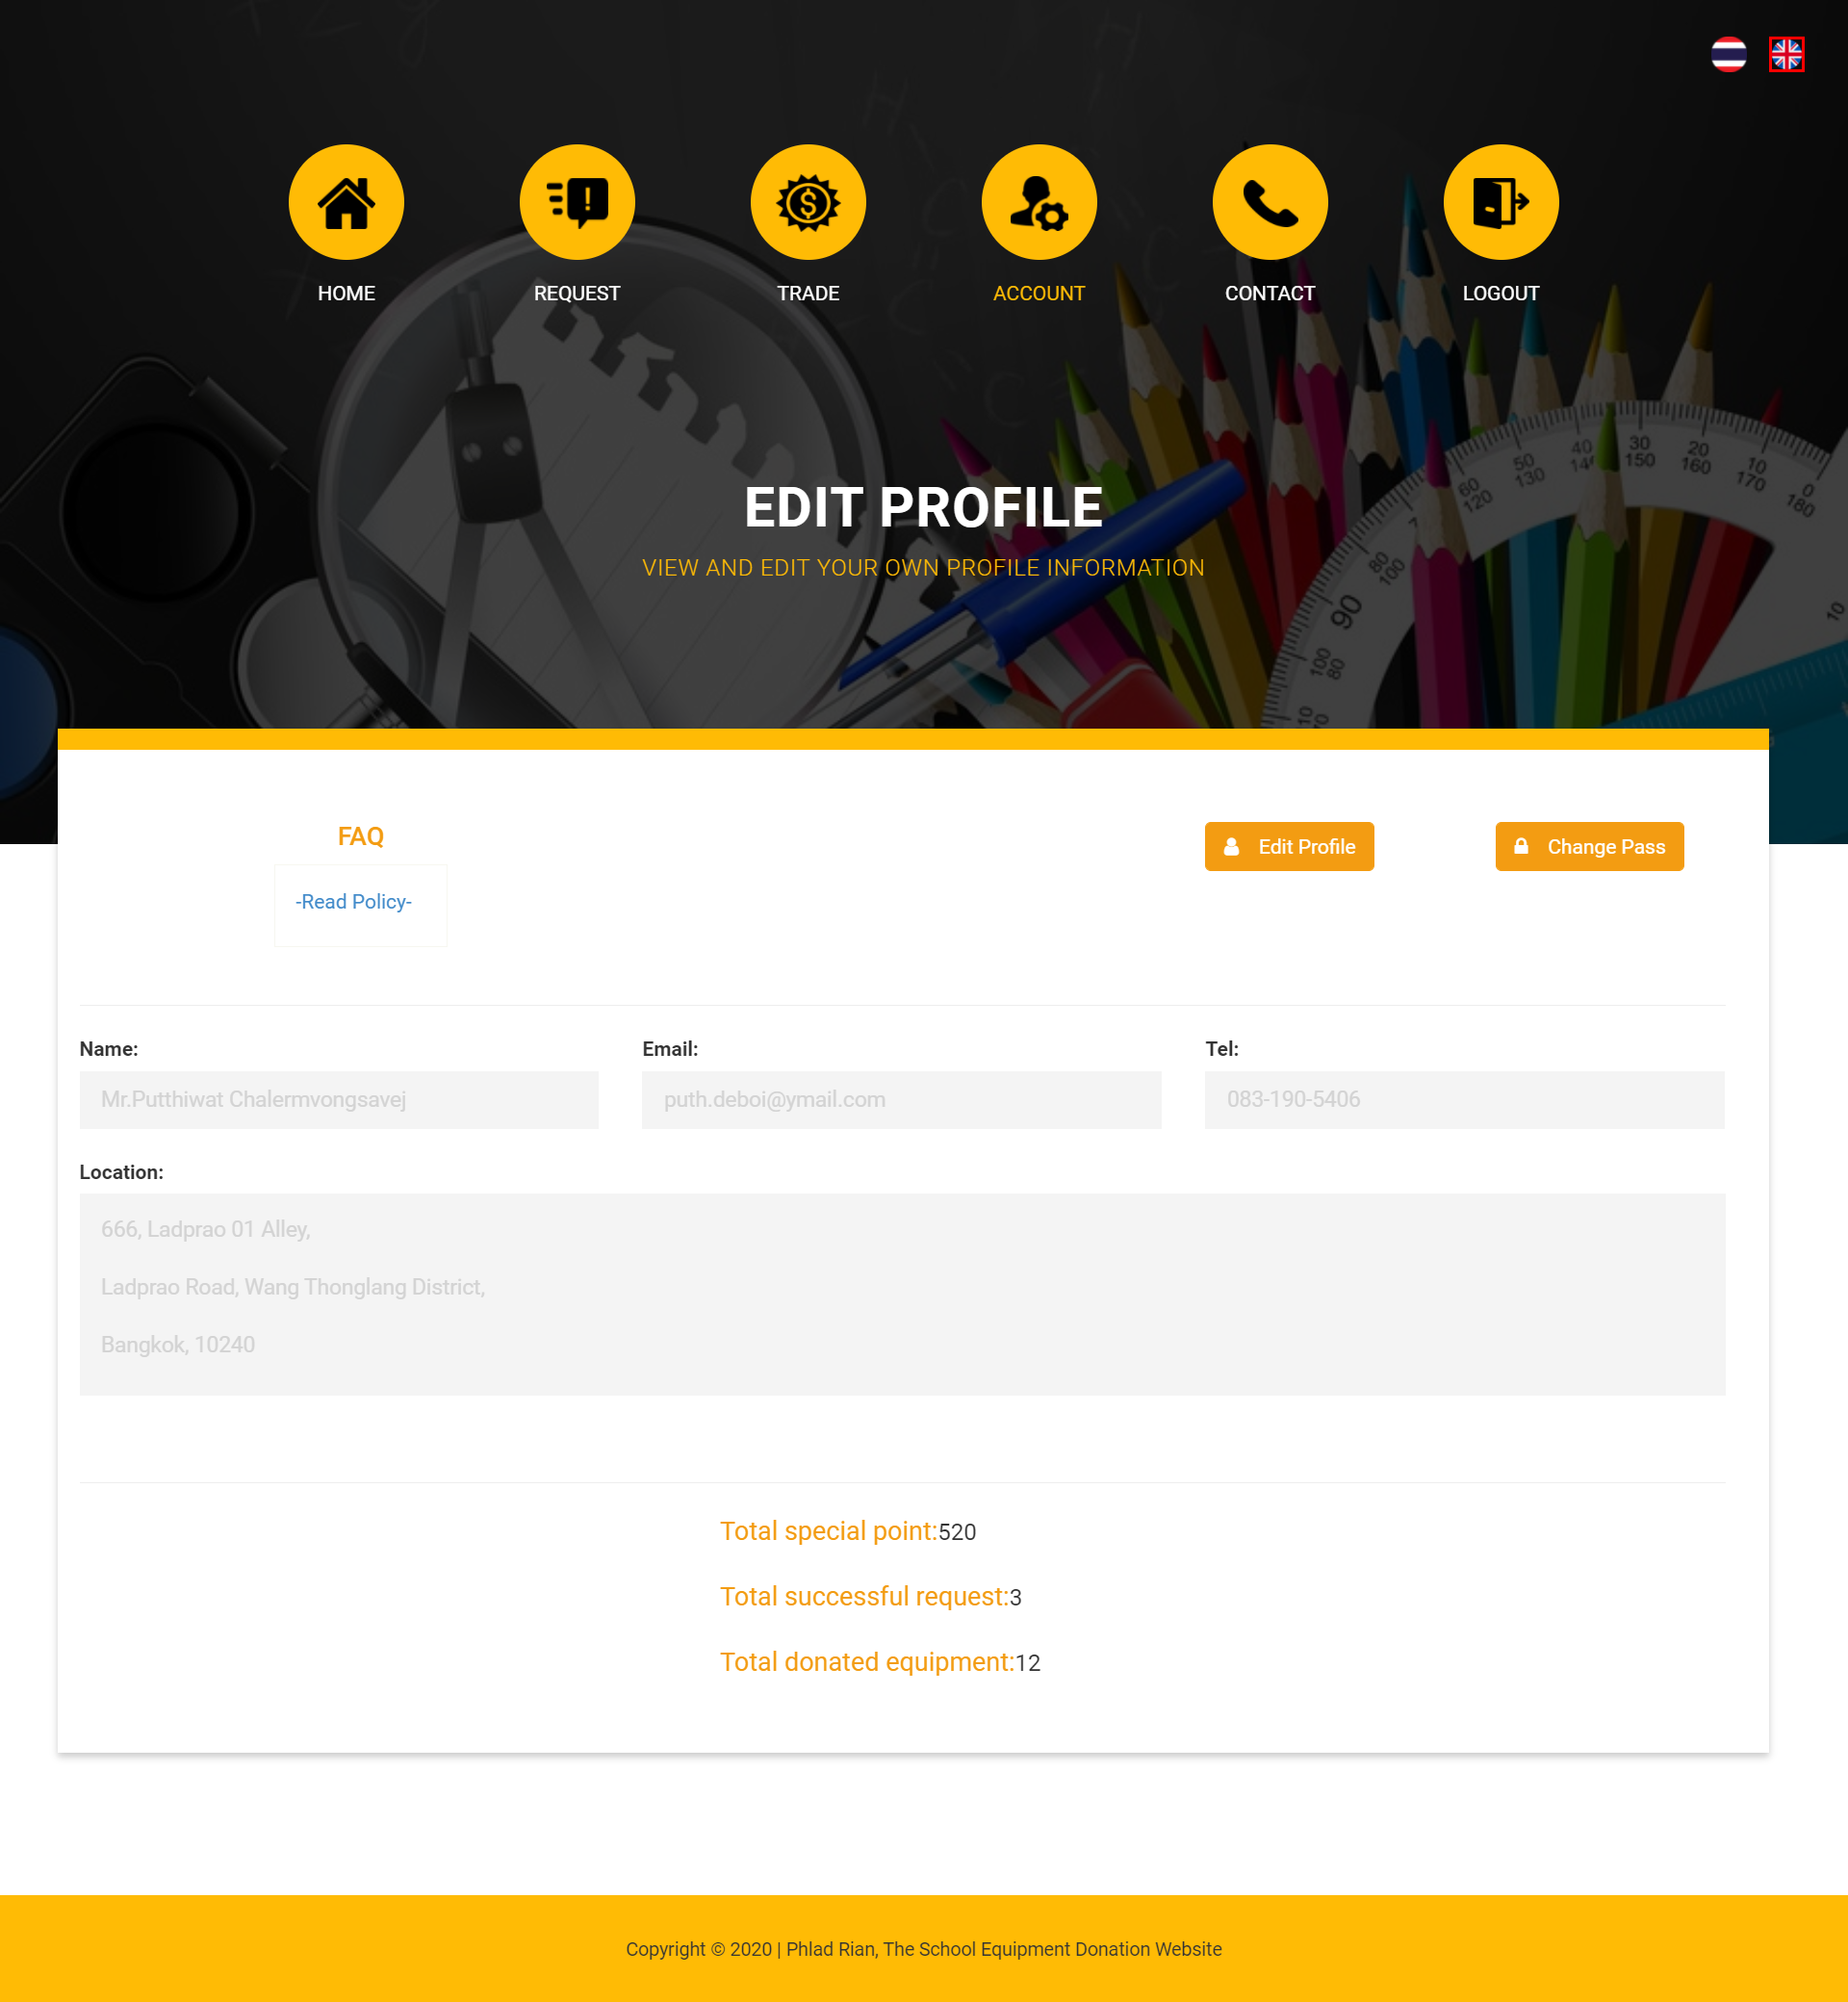 HOME REQUEST TRADE ACCOUNT CONTACT LOGOUT
EDIT PROFILE
VIEW AND EDIT YOUR OWN PROFILE INFORMATION
FAQ
-Read Policy-
Edit Profile
Change Pass
Name: Email: Tel:
Mr.Putthiwat Chalermvongsavej puth.deboi@ymail.com 083-190-5406
Location:
666, Ladprao 01 Alley,
Ladprao Road, Wang Thonglang District,
Bangkok, 10240
Total special point:520
Total successful request:3
Total donated equipment:12
Copyright © 2020 | Phlad Rian, The School Equipment Donation Website